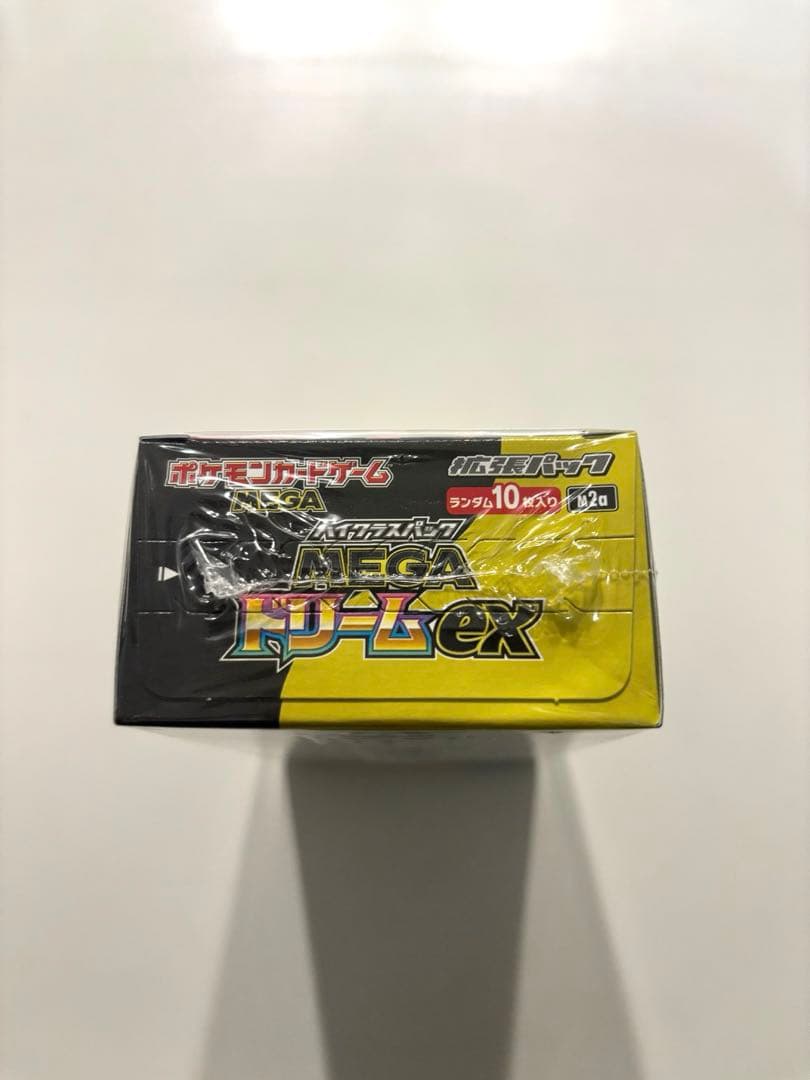 ポケモンカードゲーム
MEGA
拡張パック
ランダム10枚入り
M2a
ハイクラスパック
MEGA
ドリームex